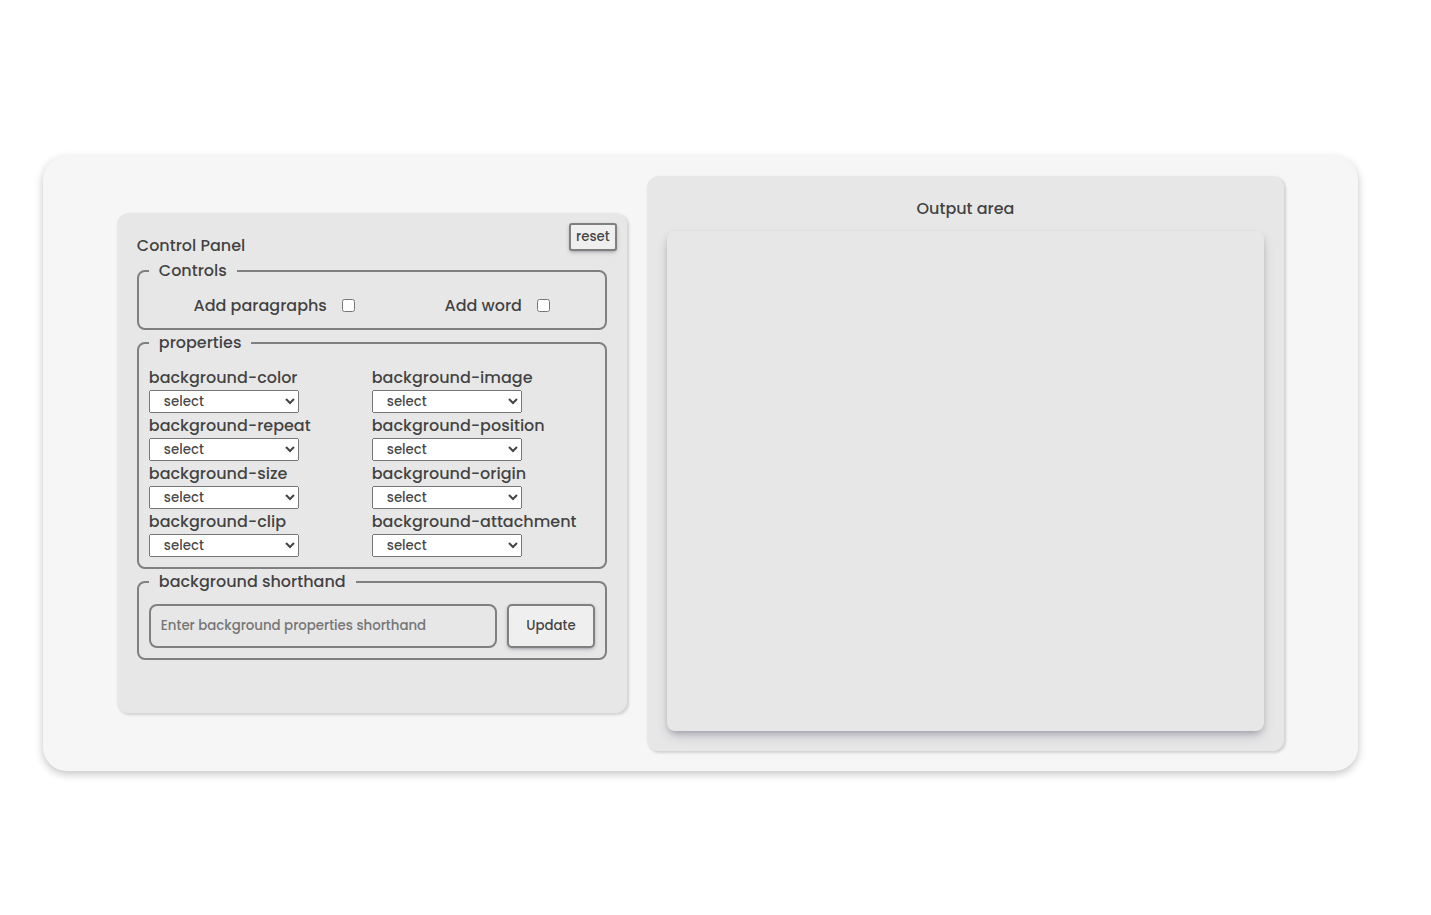 Control Panel
reset
Controls
Add paragraphs
Add word
properties
background-color
background-image
select
select
background-repeat
background-position
select
select
background-size
background-origin
select
select
background-clip
background-attachment
select
select
background shorthand
Enter background properties shorthand
Update
Output area